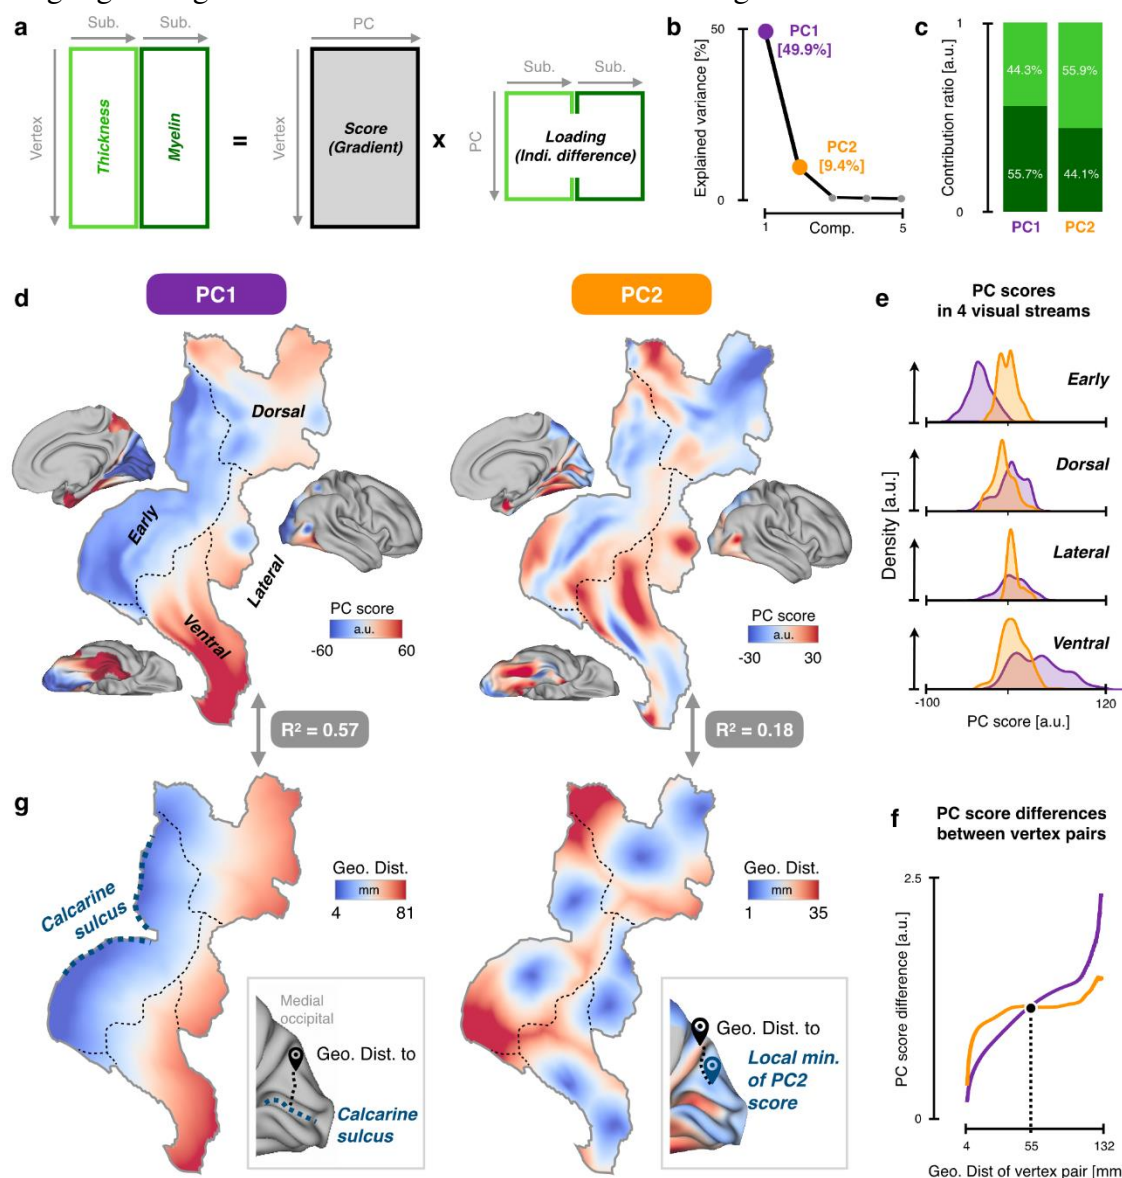 a
Sub. Sub.
Vertex
Thickness
Myelin
=
PC
Vertex
Score
(Gradient)
x
Sub. Sub.
PC
Loading
(Indi. difference)
b
Explained variance [%]
50
0
PC1
[49.9%]
PC2
[9.4%]
1 Comp. 5
c
Contribution ratio [a.u.]
1
0
44.3% 55.9%
55.7% 44.1%
PC1 PC2
d
PC1
Dorsal
Early
Lateral
Ventral
PC score
a.u.
-60 60
R² = 0.57
PC2
PC score
a.u.
-30 30
R² = 0.18
e
PC scores
in 4 visual streams
Density [a.u.]
Early
Dorsal
Lateral
Ventral
-100 120
PC score [a.u.]
g
Calcarine
sulcus
Geo. Dist.
mm
4 81
Medial
occipital
Geo. Dist. to
Calcarine
sulcus
Geo. Dist.
mm
1 35
Geo. Dist. to
Local min.
of PC2
score
f
PC score differences
between vertex pairs
PC score difference [a.u.]
2.5
0
4 55 132
Geo. Dist of vertex pair [mm